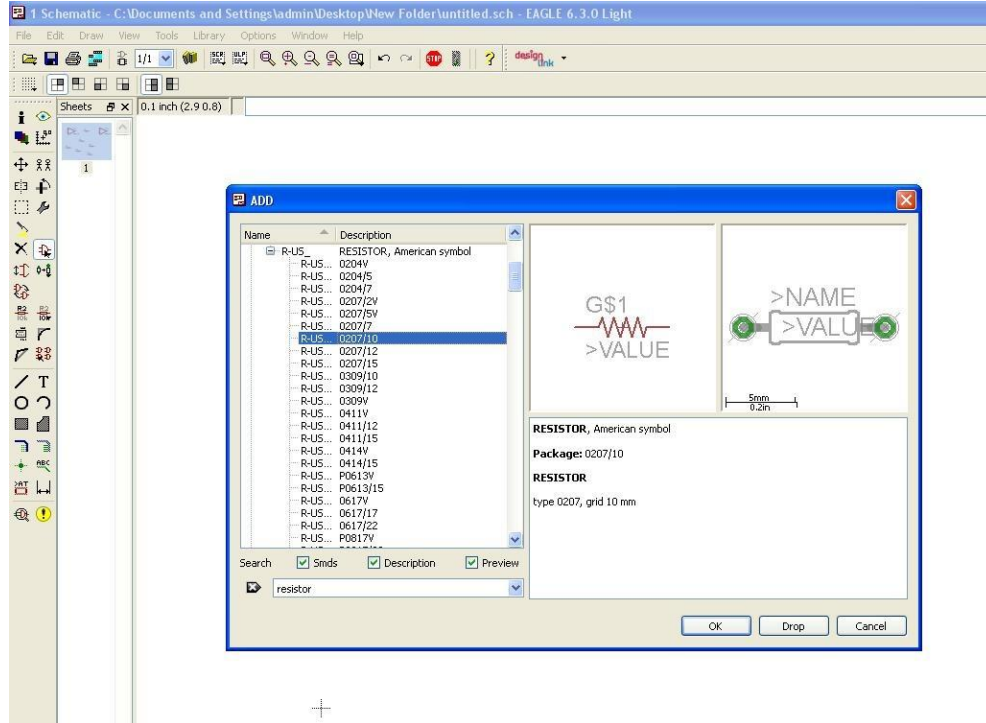 1 Schematic - C:\Documents and Settings\admin\Desktop\New Folder\untitled.sch - EAGLE 6.3.0 Light
File Edit Draw View Tools Library Options Window Help
1/1 SCR ULP STOP ? design link
Sheets 0.1 inch (2.9 0.8)
1
ADD
Name Description
R-US_ RESISTOR, American symbol
R-US... 0204V
R-US... 0204/5
R-US... 0204/7
R-US... 0207/2V
R-US... 0207/5V
R-US... 0207/7
R-US... 0207/10
R-US... 0207/12
R-US... 0207/15
R-US... 0309/10
R-US... 0309/12
R-US... 0309V
R-US... 0411V
R-US... 0411/12
R-US... 0411/15
R-US... 0414V
R-US... 0414/15
R-US... P0613V
R-US... P0613/15
R-US... 0617V
R-US... 0617/17
R-US... 0617/22
R-US... P0817V
Search Smds Description Preview
resistor
G$1
>VALUE
>NAME
>VALUE
5mm
0.2in
RESISTOR, American symbol
Package: 0207/10
RESISTOR
type 0207, grid 10 mm
OK Drop Cancel